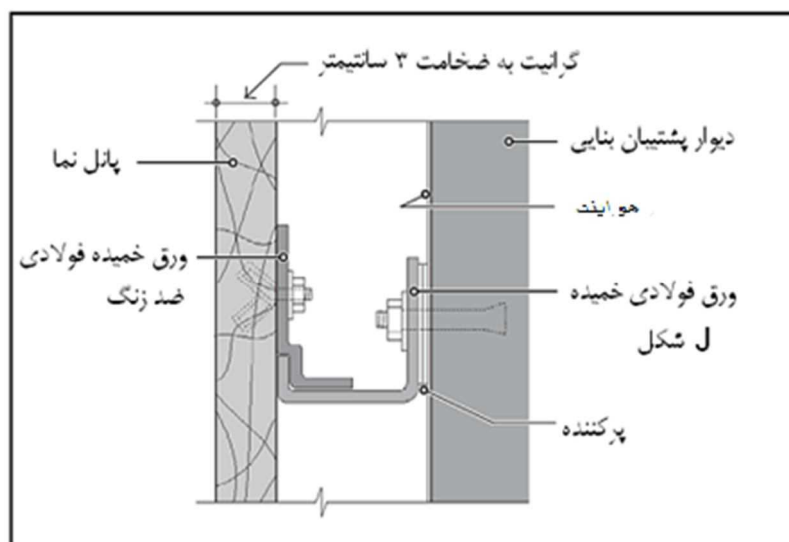 گرانیت به ضخامت ۳ سانتیمتر
دیوار پشتیبان بنایی
پانل نما
هوابنت
ورق خمیده فولادی
ضد زنگ
ورق فولادی خمیده
ل شکل
پرکننده